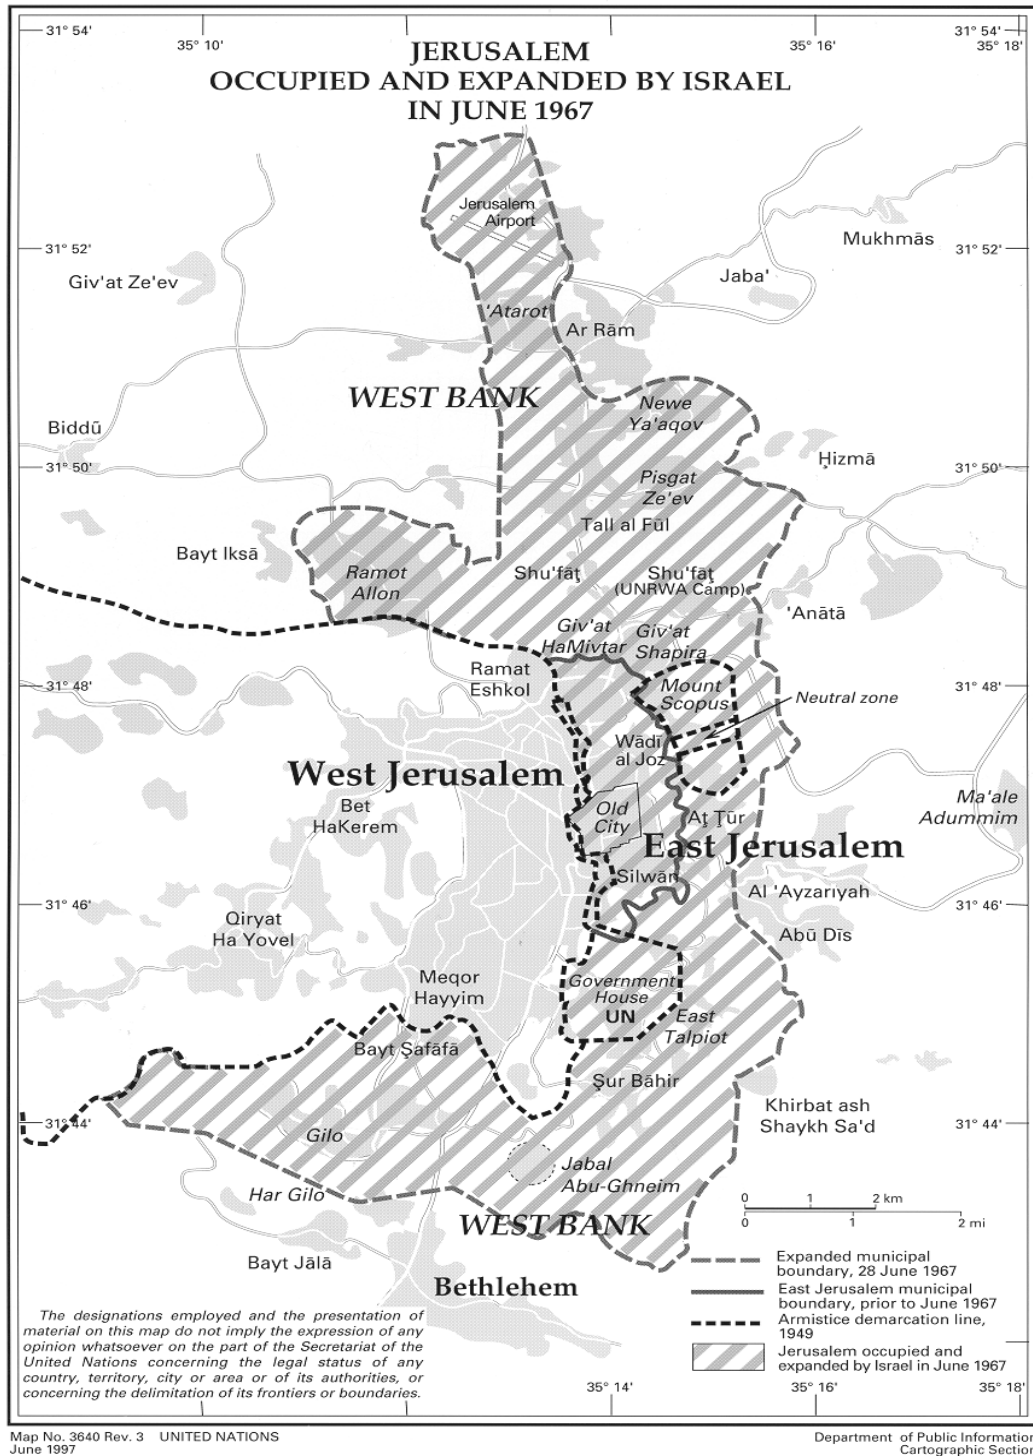 31° 54'
35° 10'
35° 16'
31° 54'
35° 18'
JERUSALEM
OCCUPIED AND EXPANDED BY ISRAEL
IN JUNE 1967
Jerusalem
Airport
31° 52'
Mukhmās
31° 52'
Giv'at Ze'ev
Jaba'
'Atarot
Ar Rām
WEST BANK
Newe
Ya'aqov
Biddū
31° 50'
Ḩizmā
31° 50'
Pisgat
Ze'ev
Tall al Fūl
Bayt Iksā
Ramot
Allon
Shu'fāţ
Shu'fāţ
(UNRWA Camp)
'Anātā
Giv'at
HaMivtar
Giv'at
Shapira
Ramat
Eshkol
31° 48'
Mount
Scopus
Neutral zone
31° 48'
Wādī
al Joz
West Jerusalem
Bet
HaKerem
Old
City
Aţ Ţūr
Ma'ale
Adummim
East Jerusalem
Silwān
Al 'Ayzarıyah
31° 46'
31° 46'
Qiryat
Ha Yovel
Abū Dīs
Meqor
Hayyim
Government
House
UN
East
Talpiot
Bayt Şafāfā
Şur Bāhir
Khirbat ash
Shaykh Sa'd
31° 44'
31° 44'
Gilo
Jabal
Abu-Ghneim
Har Gilo
WEST BANK
Bayt Jālā
Bethlehem
0 1 2 km
0 1 2 mi
Expanded municipal
boundary, 28 June 1967
East Jerusalem municipal
boundary, prior to June 1967
Armistice demarcation line,
1949
Jerusalem occupied and
expanded by Israel in June 1967
The designations employed and the presentation of
material on this map do not imply the expression of any
opinion whatsoever on the part of the Secretariat of the
United Nations concerning the legal status of any
country, territory, city or area or of its authorities, or
concerning the delimitation of its frontiers or boundaries.
35° 14'
35° 16'
35° 18'
Map No. 3640 Rev. 3 UNITED NATIONS
June 1997
Department of Public Information
Cartographic Section